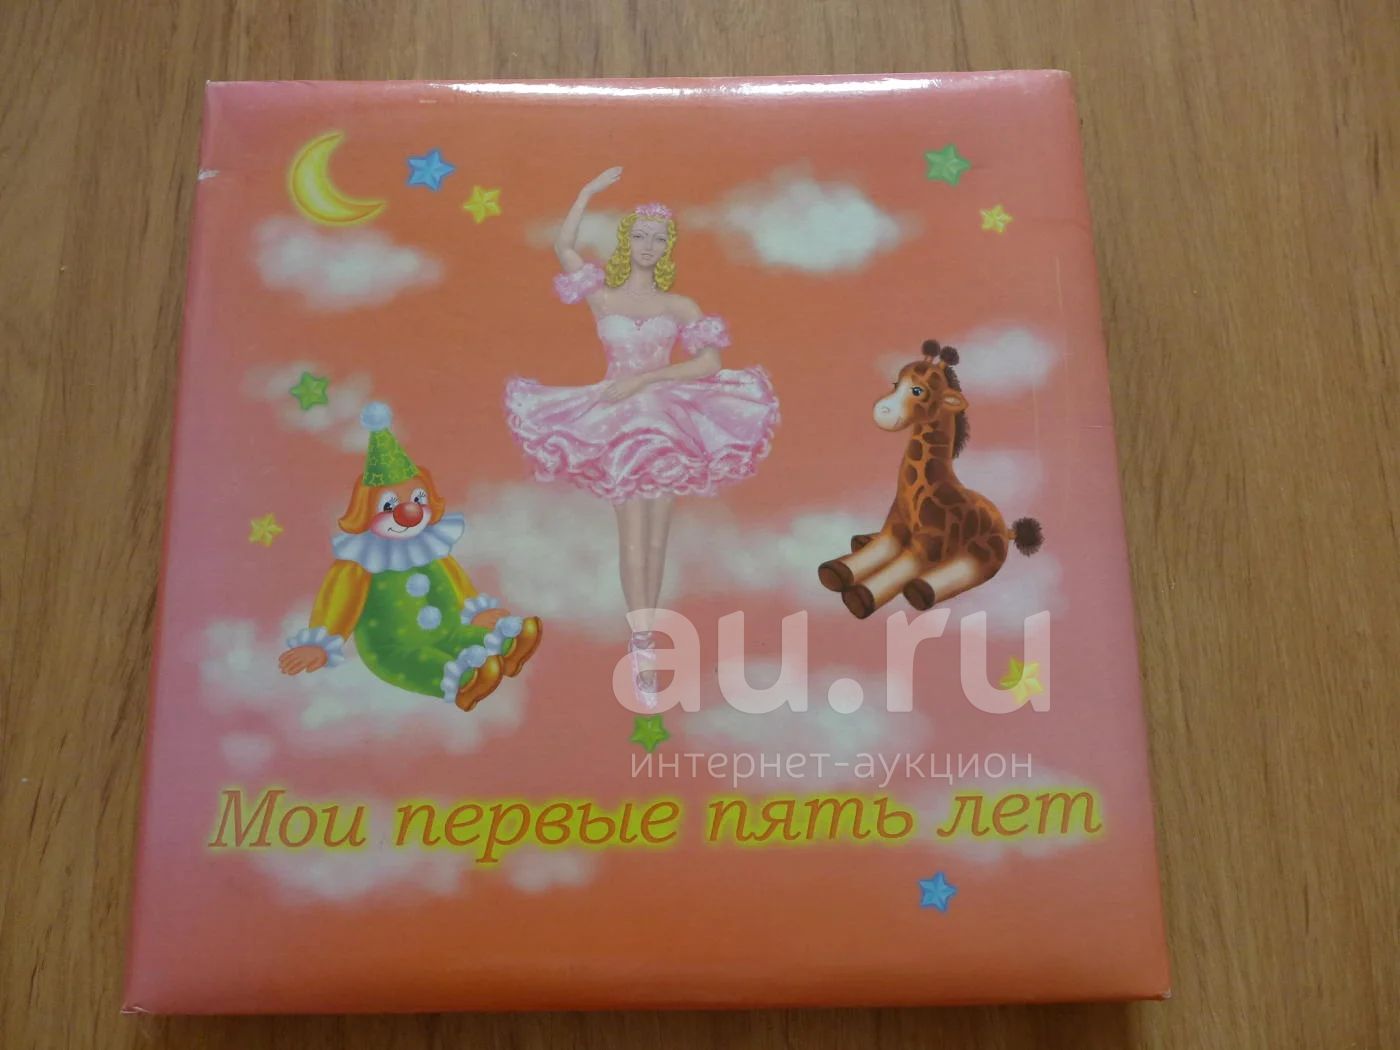 au.ru
интернет-аукцион
Мои первые пять лет